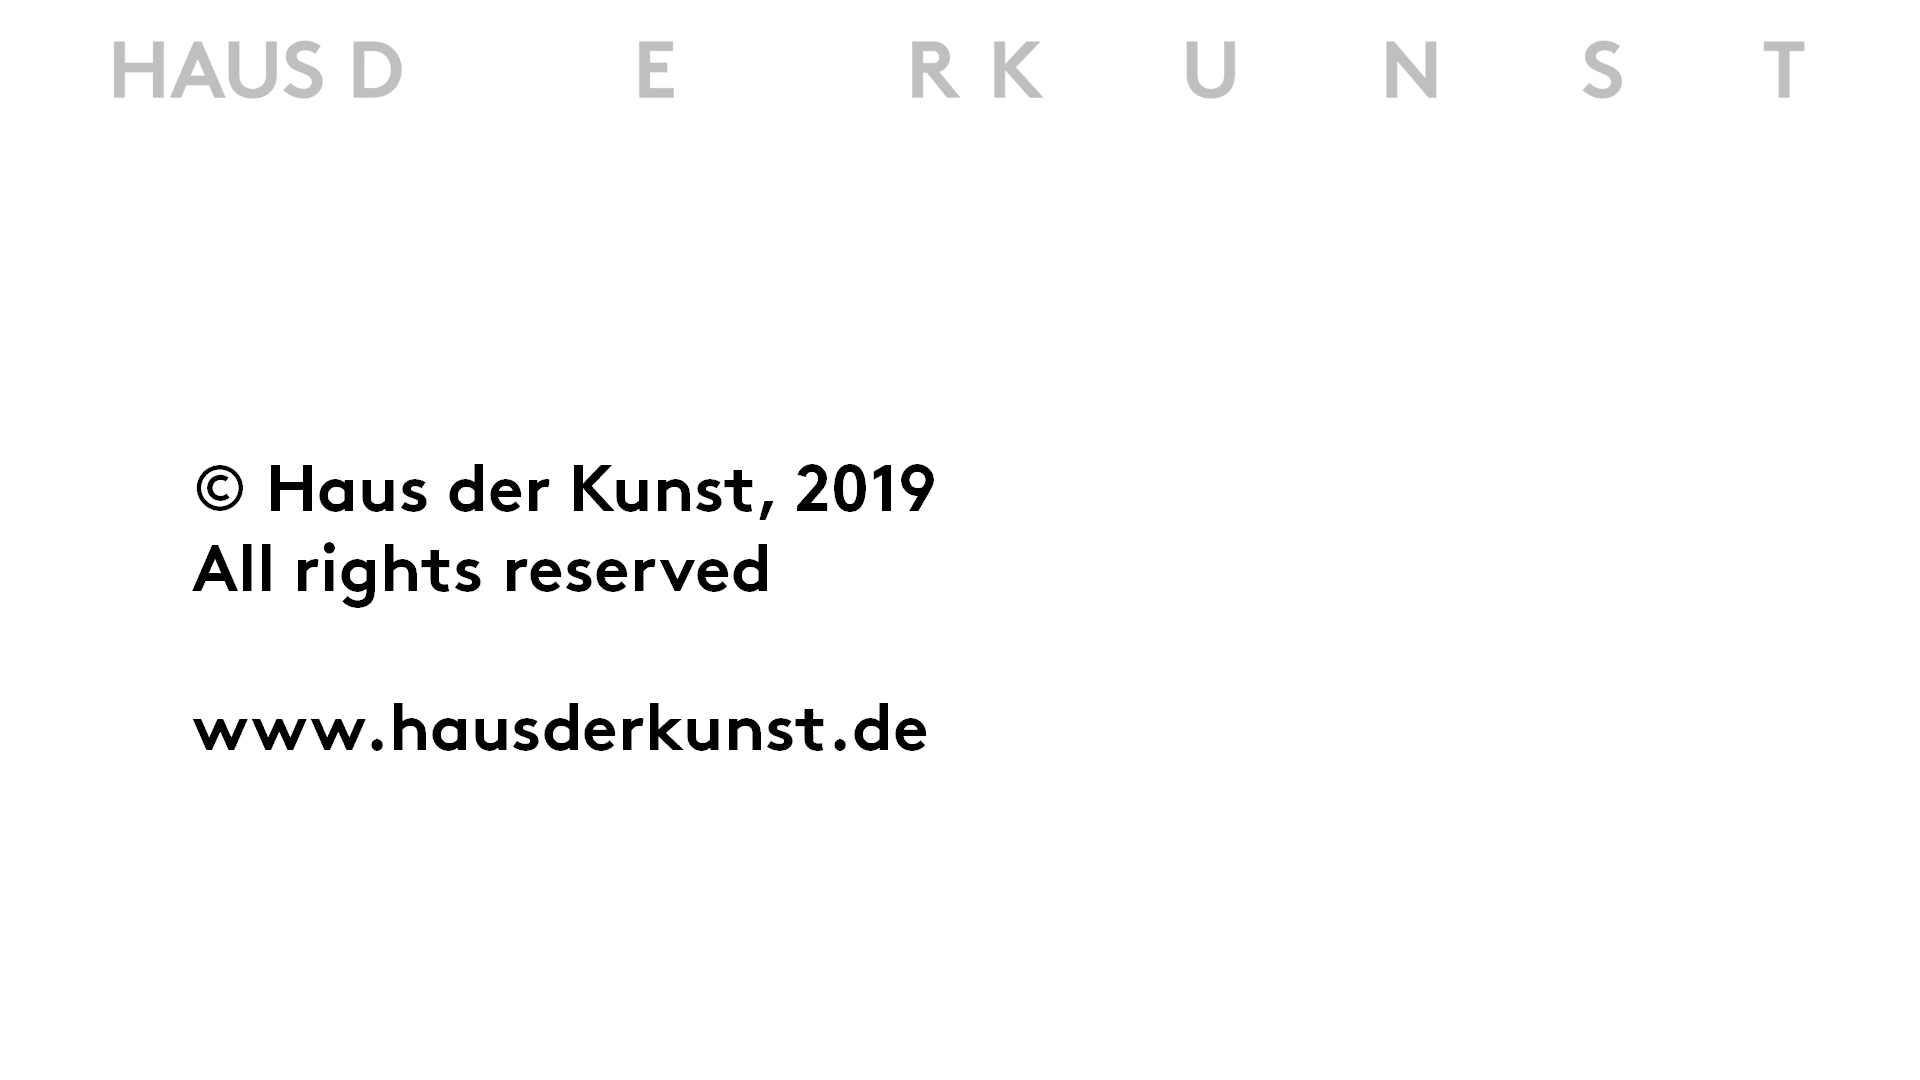 HAUS D E R K U N S T
© Haus der Kunst, 2019
All rights reserved
www.hausderkunst.de